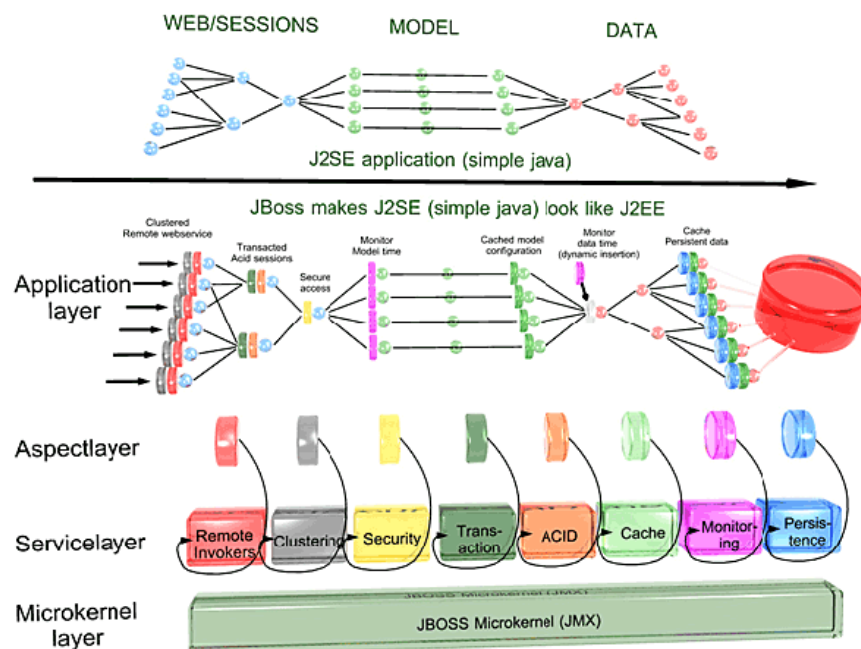 WEB/SESSIONS
MODEL
DATA
J2SE application (simple java)
JBoss makes J2SE (simple java) look like J2EE
Clustered
Remote webservice
Transacted
Acid sessions
Secure
access
Monitor
Model time
Cached model
configuration
Monitor
data time
(dynamic insertion)
Cache
Persistent data
Application
layer
Aspectlayer
Servicelayer
Remote
Invokers
Clustering
Security
Trans-
action
ACID
Cache
Monitor-
ing
Persis-
tence
Microkernel
layer
JBOSS Microkernel (JMX)
JBOSS Microkernel (JMX)